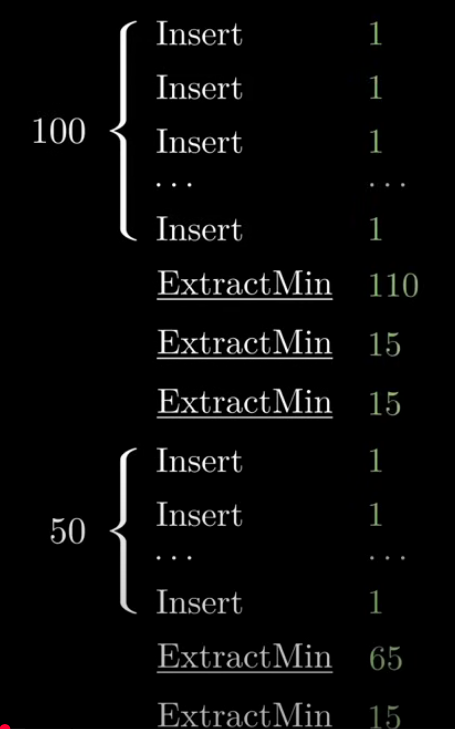 Insert 1
Insert 1
100 Insert 1
... ...
Insert 1
ExtractMin 110
ExtractMin 15
ExtractMin 15
Insert 1
Insert 1
50 ... ...
Insert 1
ExtractMin 65
ExtractMin 15